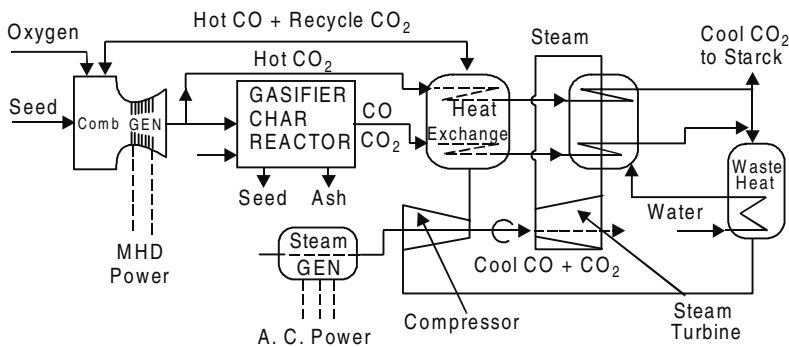 Hot CO + Recycle CO₂
Oxygen
Hot CO₂
Steam
Cool CO₂
to Starck
Seed
Comb
GEN
GASIFIER
CHAR
REACTOR
CO
CO₂
Heat
Exchange
Waste
Heat
Seed
Ash
Water
MHD
Power
Steam
GEN
Cool CO + CO₂
A. C. Power
Compressor
Steam
Turbine